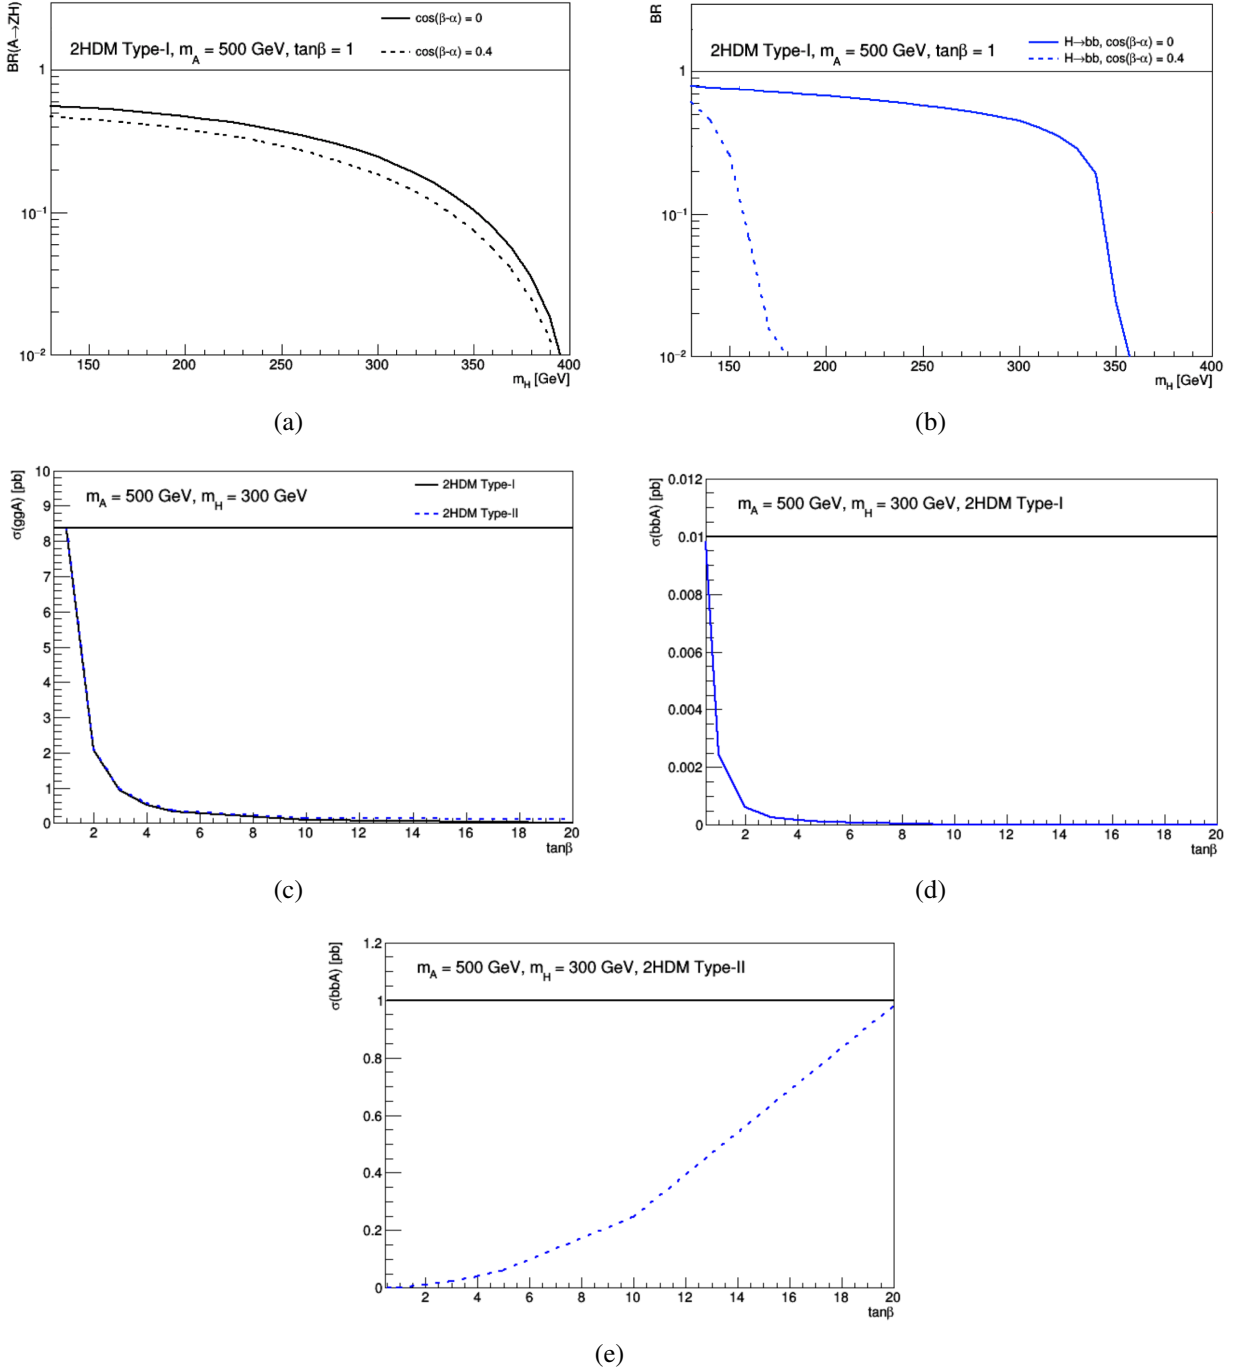 BR(A→ZH)
2HDM Type-I, m_A = 500 GeV, tanβ = 1
cos(β-α) = 0
cos(β-α) = 0.4
1
10⁻¹
10⁻²
150 200 250 300 350 400
m_H [GeV]
(a)
BR
2HDM Type-I, m_A = 500 GeV, tanβ = 1
H→bb, cos(β-α) = 0
H→bb, cos(β-α) = 0.4
1
10⁻¹
10⁻²
150 200 250 300 350 400
m_H [GeV]
(b)
σ(ggA) [pb]
m_A = 500 GeV, m_H = 300 GeV
2HDM Type-I
2HDM Type-II
10
9
8
7
6
5
4
3
2
1
0
2 4 6 8 10 12 14 16 18 20
tanβ
(c)
σ(bbA) [pb]
m_A = 500 GeV, m_H = 300 GeV, 2HDM Type-I
0.012
0.01
0.008
0.006
0.004
0.002
0
2 4 6 8 10 12 14 16 18 20
tanβ
(d)
σ(bbA) [pb]
m_A = 500 GeV, m_H = 300 GeV, 2HDM Type-II
1.2
1
0.8
0.6
0.4
0.2
0
2 4 6 8 10 12 14 16 18 20
tanβ
(e)